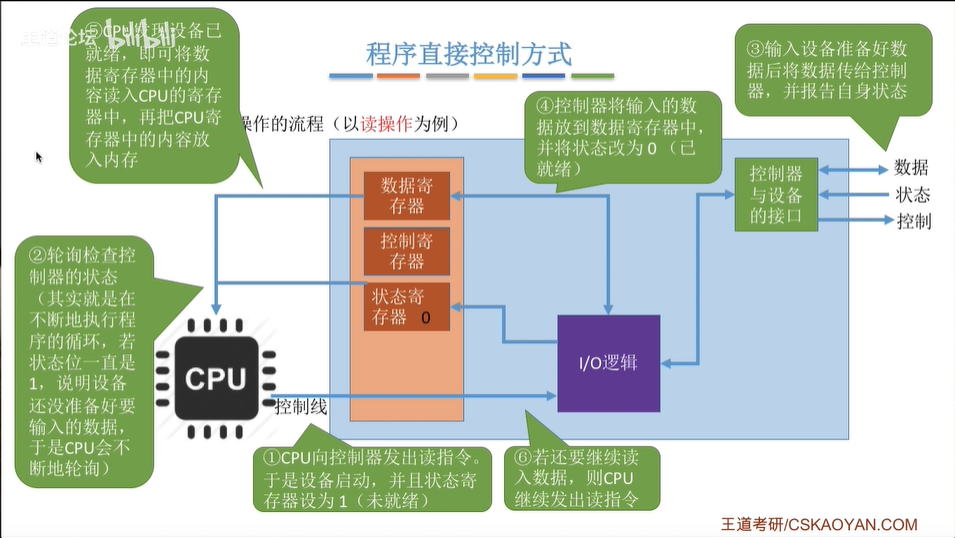 王道论坛 bilibili
程序直接控制方式
操作的流程（以读操作为例）
⑤CPU发现设备已
就绪，即可将数
据寄存器中的内
容读入CPU的寄存
器中，再把CPU寄
存器中的内容放
入内存
④控制器将输入的数
据放到数据寄存器中，
并将状态改为 0 （已
就绪）
③输入设备准备好数
据后将数据传给控制
器，并报告自身状态
数据寄
存器
控制寄
存器
状态寄
存器 0
控制器
与设备
的接口
数据
状态
控制
②轮询检查控
制器的状态
（其实就是在
不断地执行程
序的循环，若
状态位一直是
1，说明设备
还没准备好要
输入的数据，
于是CPU会不
断地轮询）
CPU
I/O逻辑
控制线
①CPU向控制器发出读指令。
于是设备启动，并且状态寄
存器设为 1（未就绪）
⑥若还要继续读
入数据，则CPU
继续发出读指令
王道考研/CSKAOYAN.COM